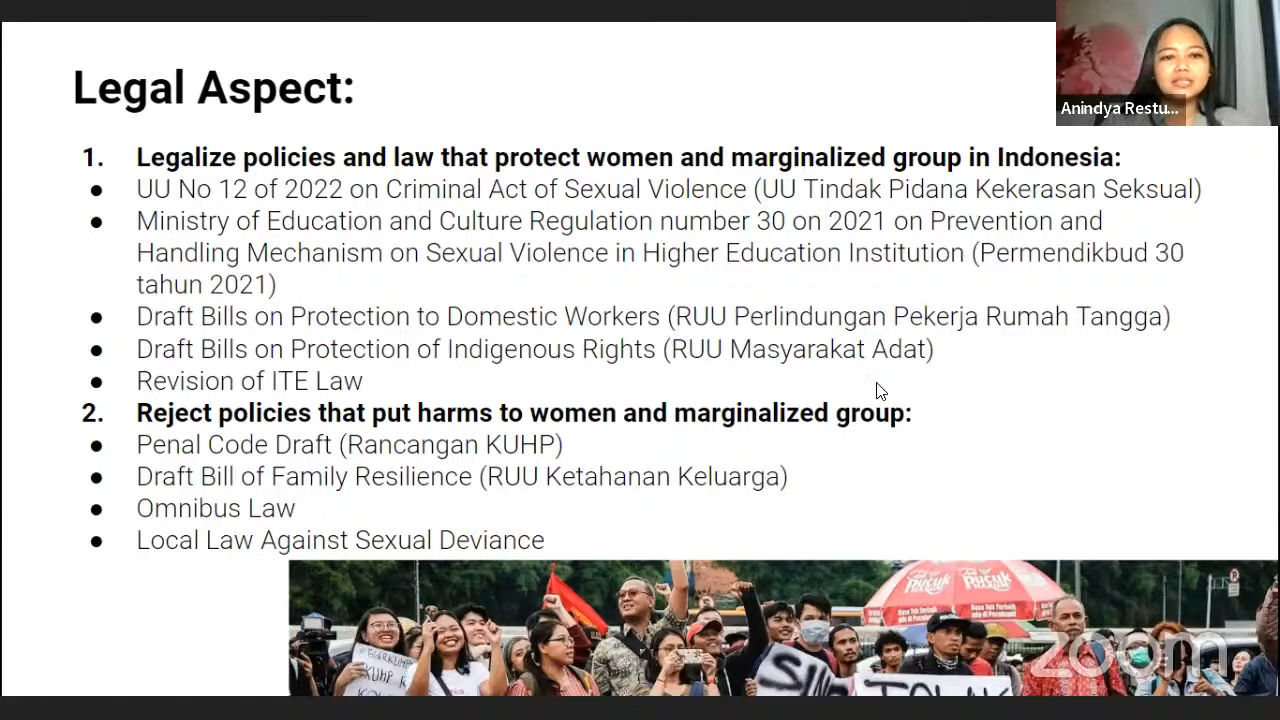 Legal Aspect:
Anindya Restu...
1. Legalize policies and law that protect women and marginalized group in Indonesia:
● UU No 12 of 2022 on Criminal Act of Sexual Violence (UU Tindak Pidana Kekerasan Seksual)
● Ministry of Education and Culture Regulation number 30 on 2021 on Prevention and
Handling Mechanism on Sexual Violence in Higher Education Institution (Permendikbud 30
tahun 2021)
● Draft Bills on Protection to Domestic Workers (RUU Perlindungan Pekerja Rumah Tangga)
● Draft Bills on Protection of Indigenous Rights (RUU Masyarakat Adat)
● Revision of ITE Law
2. Reject policies that put harms to women and marginalized group:
● Penal Code Draft (Rancangan KUHP)
● Draft Bill of Family Resilience (RUU Ketahanan Keluarga)
● Omnibus Law
● Local Law Against Sexual Deviance
Pucuk
Pucuk
KUHP
TOLAK
zoom